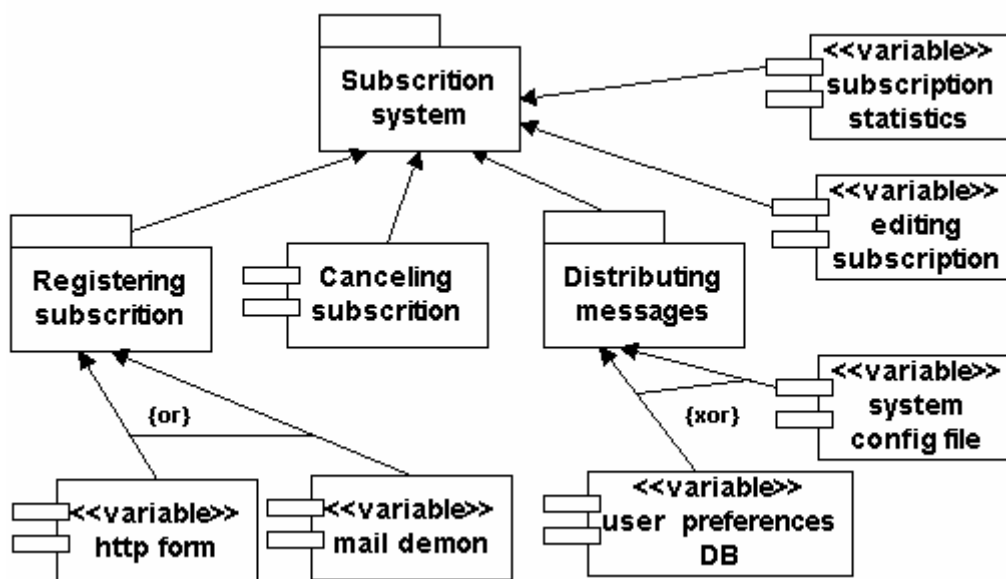 Subscrition
system
<<variable>>
subscription
statistics
<<variable>>
editing
subscription
Registering
subscrition
Canceling
subscrition
Distributing
messages
<<variable>>
system
config file
{or}
{xor}
<<variable>>
http form
<<variable>>
mail demon
<<variable>>
user preferences
DB